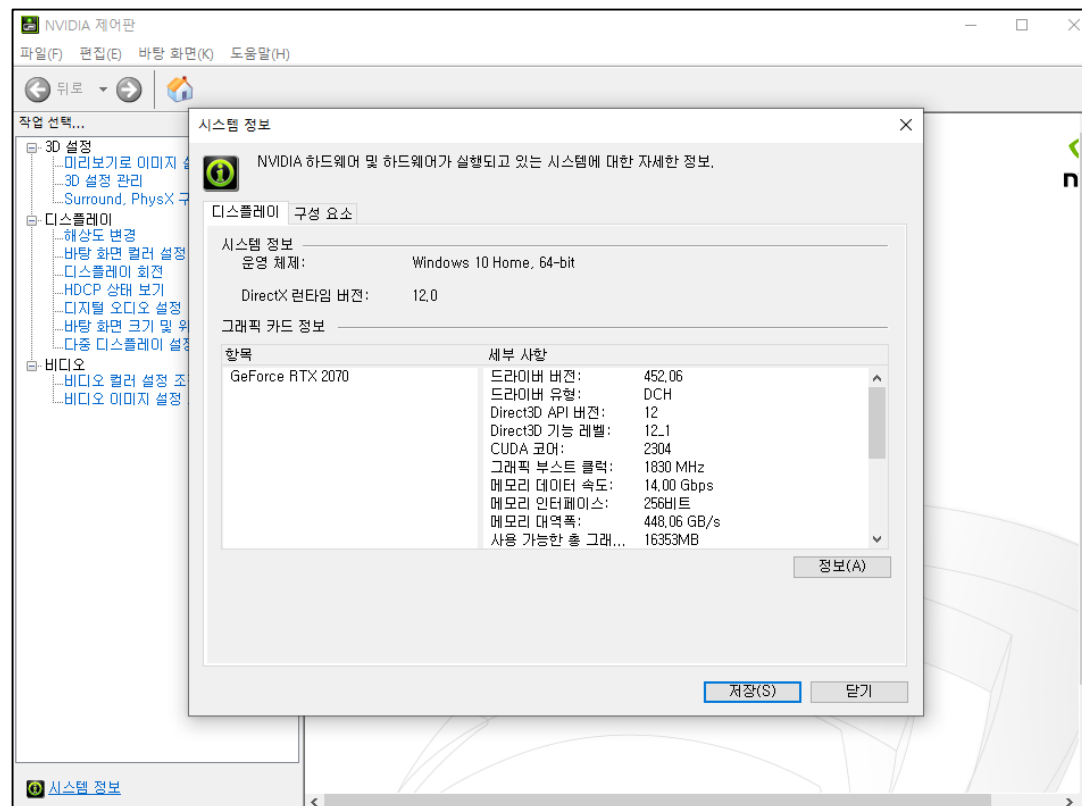 NVIDIA 제어판
파일(F) 편집(E) 바탕 화면(K) 도움말(H)
뒤로
작업 선택...
3D 설정
미리보기로 이미지
3D 설정 관리
Surround, PhysX
디스플레이
해상도 변경
바탕 화면 컬러 설정
디스플레이 회전
HDCP 상태 보기
디지털 오디오 설정
바탕 화면 크기 및
다중 디스플레이 설정
비디오
비디오 컬러 설정 조
비디오 이미지 설정
시스템 정보
시스템 정보
NVIDIA 하드웨어 및 하드웨어가 실행되고 있는 시스템에 대한 자세한 정보.
디스플레이 구성 요소
시스템 정보
운영 체제: Windows 10 Home, 64-bit
DirectX 런타임 버전: 12.0
그래픽 카드 정보
항목 세부 사항
GeForce RTX 2070 드라이버 버전: 452.06
드라이버 유형: DCH
Direct3D API 버전: 12
Direct3D 기능 레벨: 12_1
CUDA 코어: 2304
그래픽 부스트 클럭: 1830 MHz
메모리 데이터 속도: 14.00 Gbps
메모리 인터페이스: 256비트
메모리 대역폭: 448.06 GB/s
사용 가능한 총 그래... 16353MB
정보(A)
저장(S) 닫기
n